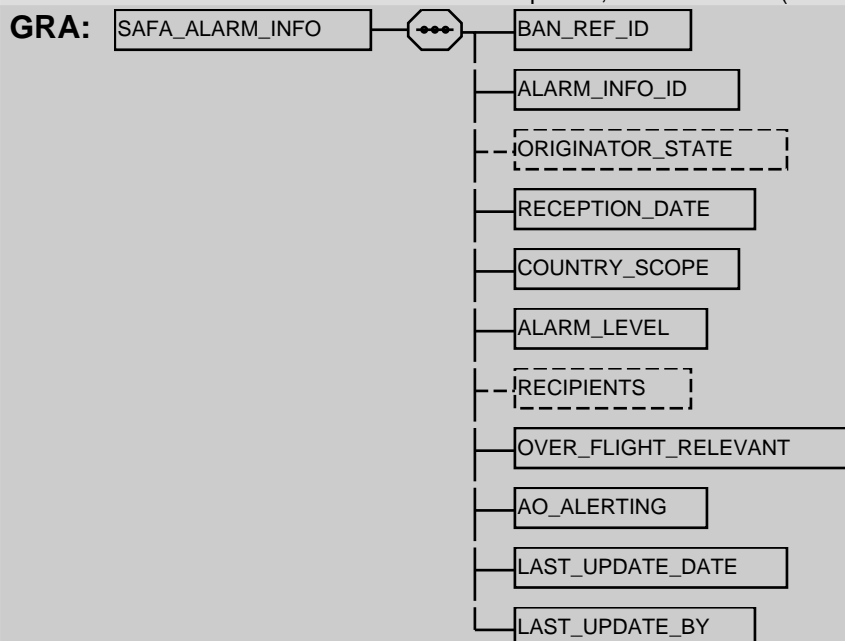 GRA: SAFA_ALARM_INFO BAN_REF_ID
ALARM_INFO_ID
ORIGINATOR_STATE
RECEPTION_DATE
COUNTRY_SCOPE
ALARM_LEVEL
RECIPIENTS
OVER_FLIGHT_RELEVANT
AO_ALERTING
LAST_UPDATE_DATE
LAST_UPDATE_BY